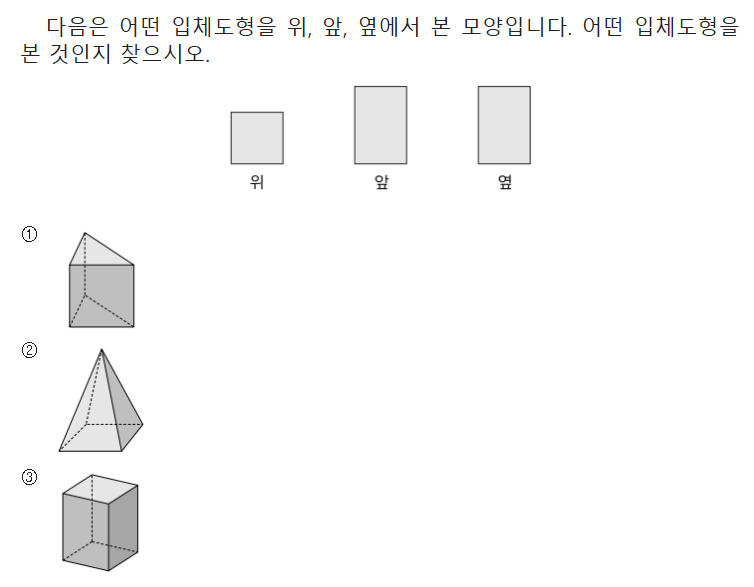 다음은 어떤 입체도형을 위, 앞, 옆에서 본 모양입니다. 어떤 입체도형을
본 것인지 찾으시오.
위 앞 옆
①
②
③